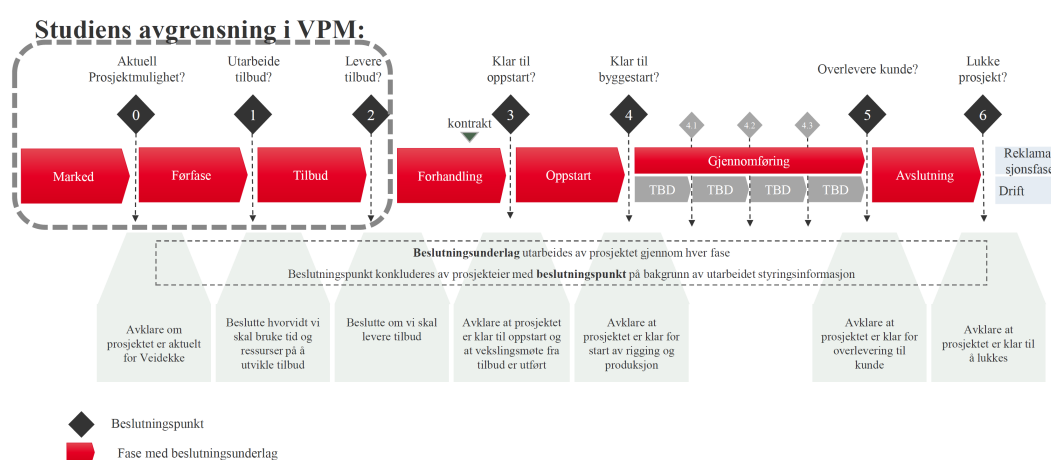 Studiens avgrensning i VPM:
Aktuell
Prosjektmulighet?
Utarbeide
tilbud?
Levere
tilbud?
Klar til
oppstart?
Klar til
byggestart?
Overlevere kunde?
Lukke
prosjekt?
0
1
2
kontrakt
3
4
4.1
4.2
4.3
5
6
Marked
Førfase
Tilbud
Forhandling
Oppstart
Gjennomføring
TBD
TBD
TBD
TBD
Avslutning
Reklama
sjonsfase
Drift
Beslutningsunderlag utarbeides av prosjektet gjennom hver fase
Beslutningspunkt konkluderes av prosjekteier med beslutningspunkt på bakgrunn av utarbeidet styringsinformasjon
Avklare om
prosjektet er aktuelt
for Veidekke
Beslutte hvorvidt vi
skal bruke tid og
ressurser på å
utvikle tilbud
Beslutte om vi skal
levere tilbud
Avklare at prosjektet
er klar til oppstart og
at vekslingsmøte fra
tilbud er utført
Avklare at
prosjektet er klar for
start av rigging og
produksjon
Avklare at
prosjektet er klar for
overlevering til
kunde
Avklare at
prosjektet er klar til
å lukkes
Beslutningspunkt
Fase med beslutningsunderlag